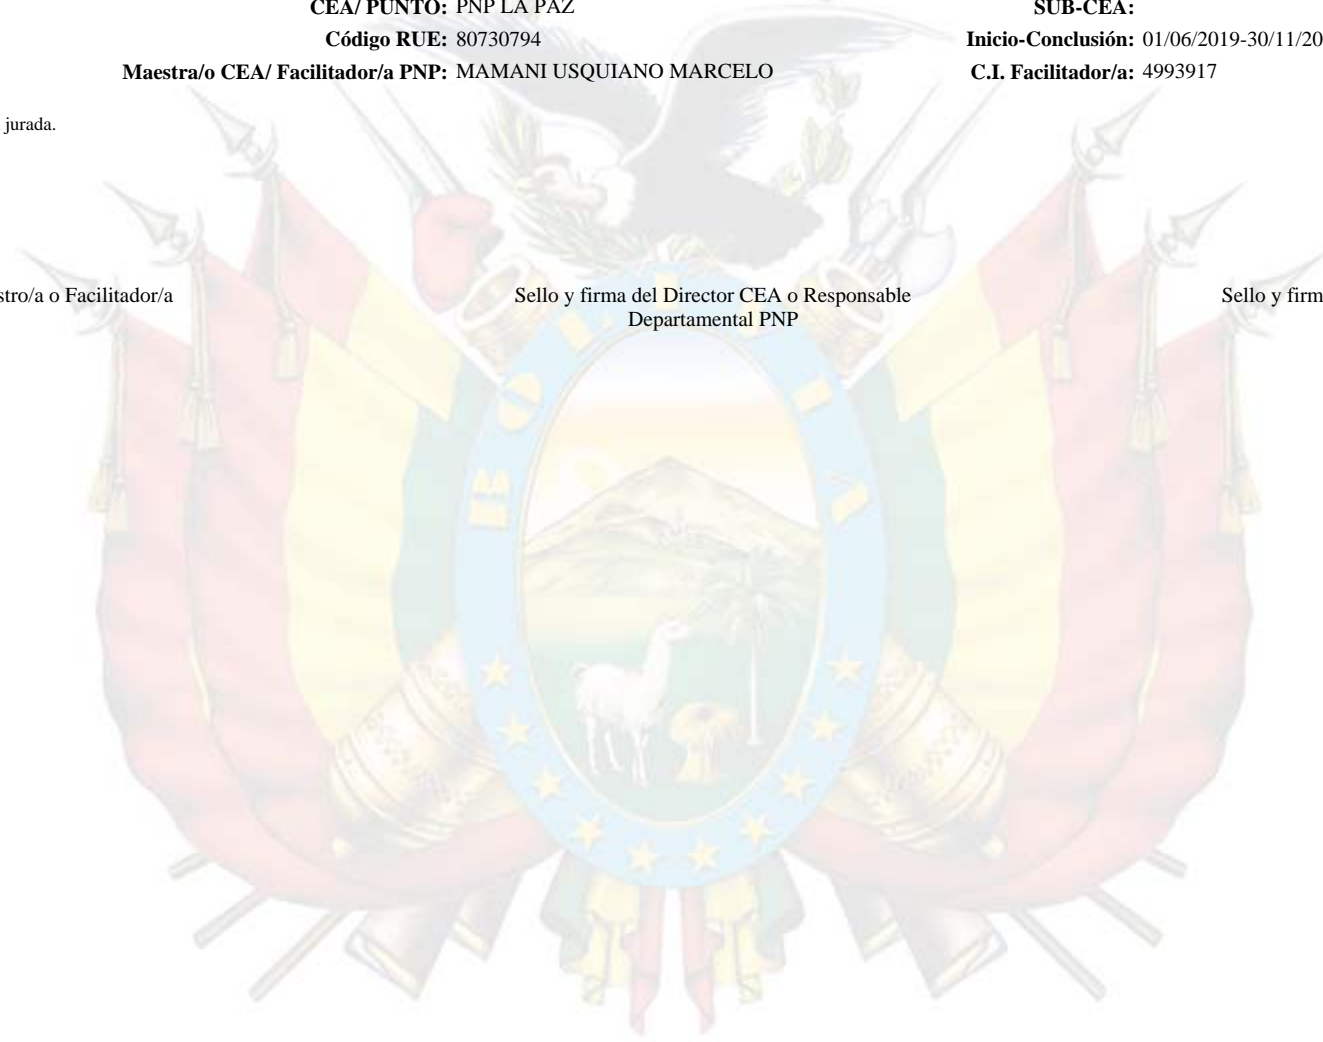 CEA/ PUNTO: PNP LA PAZ SUB-CEA:
Código RUE: 80730794 Inicio-Conclusión: 01/06/2019-30/11/20
Maestra/o CEA/ Facilitador/a PNP: MAMANI USQUIANO MARCELO C.I. Facilitador/a: 4993917
jurada.
stro/a o Facilitador/a Sello y firma del Director CEA o Responsable Sello y firm
Departamental PNP
BOLIVIA